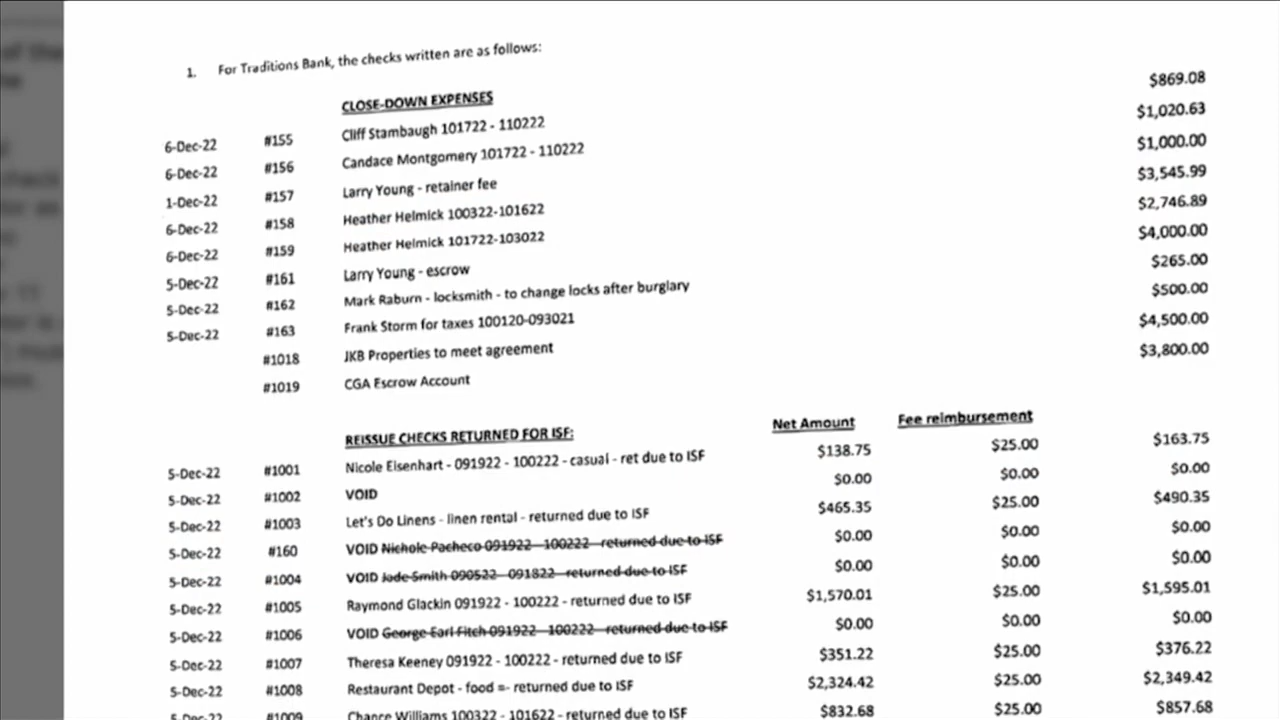 1. For Traditions Bank, the checks written are as follows:
CLOSE-DOWN EXPENSES
6-Dec-22 #155 Cliff Stambaugh 101722 - 110222 $869.08
6-Dec-22 #156 Candace Montgomery 101722 - 110222 $1,020.63
1-Dec-22 #157 Larry Young - retainer fee $1,000.00
6-Dec-22 #158 Heather Helmick 100322-101622 $3,545.99
6-Dec-22 #159 Heather Helmick 101722-103022 $2,746.89
5-Dec-22 #161 Larry Young - escrow $4,000.00
5-Dec-22 #162 Mark Raburn - locksmith - to change locks after burglary $265.00
5-Dec-22 #163 Frank Storm for taxes 100120-093021 $500.00
#1018 JKB Properties to meet agreement $4,500.00
#1019 CGA Escrow Account $3,800.00
REISSUE CHECKS RETURNED FOR ISF: Net Amount Fee reimbursement
5-Dec-22 #1001 Nicole Eisenhart - 091922 - 100222 - casual - ret due to ISF $138.75 $25.00 $163.75
5-Dec-22 #1002 VOID $0.00 $0.00 $0.00
5-Dec-22 #1003 Let's Do Linens - linen rental - returned due to ISF $465.35 $25.00 $490.35
5-Dec-22 #160 VOID Nichole Pacheco 091922 - 100222 - returned due to ISF $0.00 $0.00 $0.00
5-Dec-22 #1004 VOID Jade Smith 090522 - 091822 - returned due to ISF $0.00 $0.00 $0.00
5-Dec-22 #1005 Raymond Glackin 091922 - 100222 - returned due to ISF $1,570.01 $25.00 $1,595.01
5-Dec-22 #1006 VOID George Earl Fitch 091922 - 100222 - returned due to ISF $0.00 $0.00 $0.00
5-Dec-22 #1007 Theresa Keeney 091922 - 100222 - returned due to ISF $351.22 $25.00 $376.22
5-Dec-22 #1008 Restaurant Depot - food =- returned due to ISF $2,324.42 $25.00 $2,349.42
5-Dec-22 #1009 Chance Williams 100322 - 101622 - returned due to ISF $832.68 $25.00 $857.68